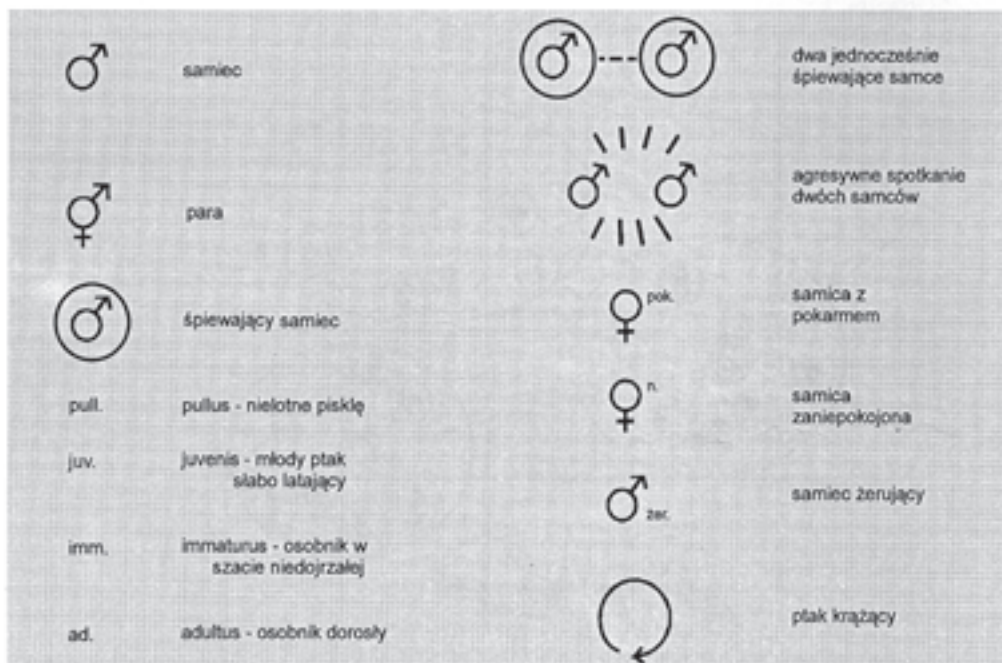 samiec
para
śpiewający samiec
pull. pullus - nielotne pisklę
juv. juvenis - młody ptak
słabo latający
imm. immaturus - osobnik w
szacie niedojrzałej
ad. adultus - osobnik dorosły
dwa jednocześnie
śpiewające samce
agresywne spotkanie
dwóch samców
pok. samica z
pokarmem
n. samica
zaniepokojona
żer. samiec żerujący
ptak krążący